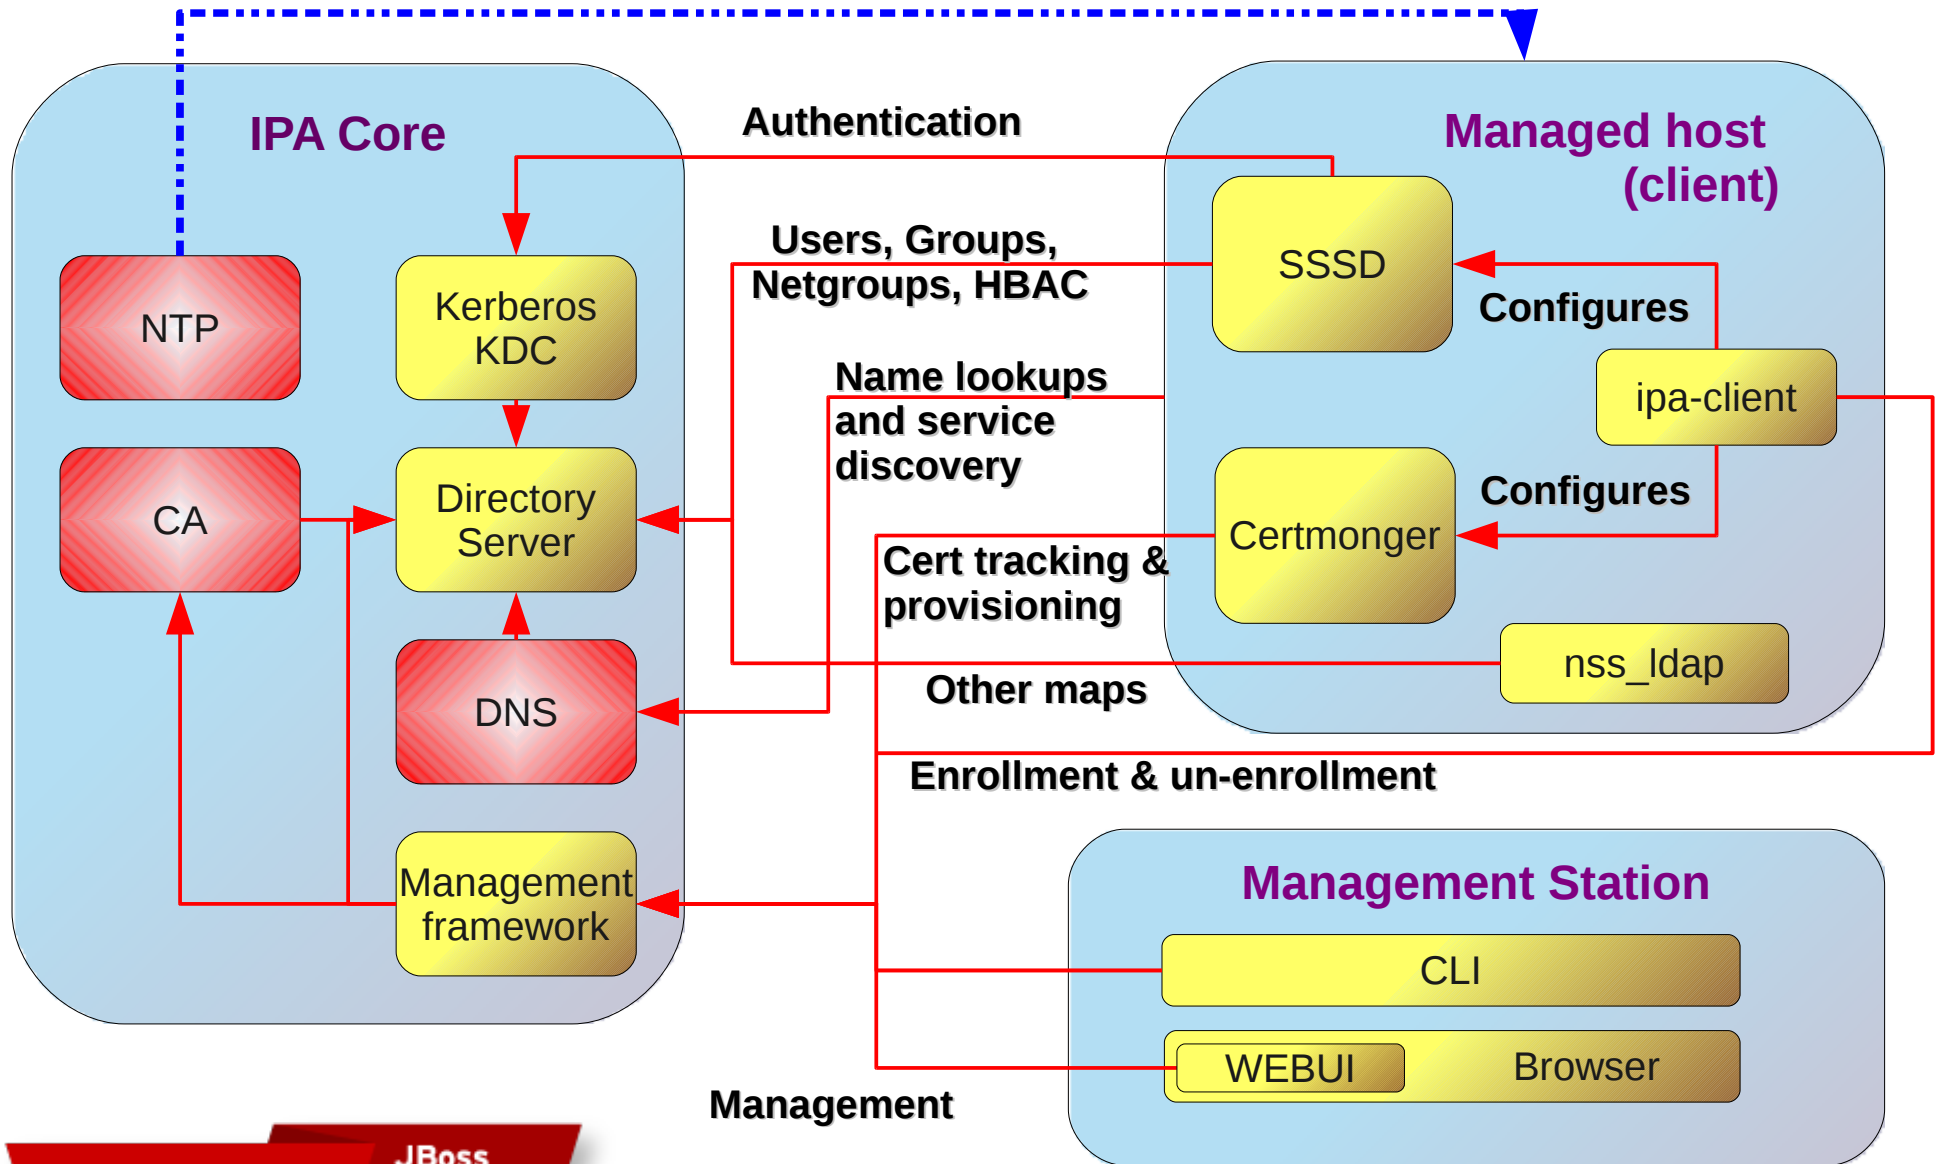 IPA Core
Authentication
Managed host
(client)
Users, Groups,
Netgroups, HBAC
SSSD
Configures
NTP
Kerberos
KDC
Name lookups
and service
discovery
ipa-client
CA
Directory
Server
Configures
Certmonger
Cert tracking &
provisioning
nss_ldap
Other maps
DNS
Enrollment & un-enrollment
Management
framework
Management Station
CLI
WEBUI
Browser
Management
JBoss